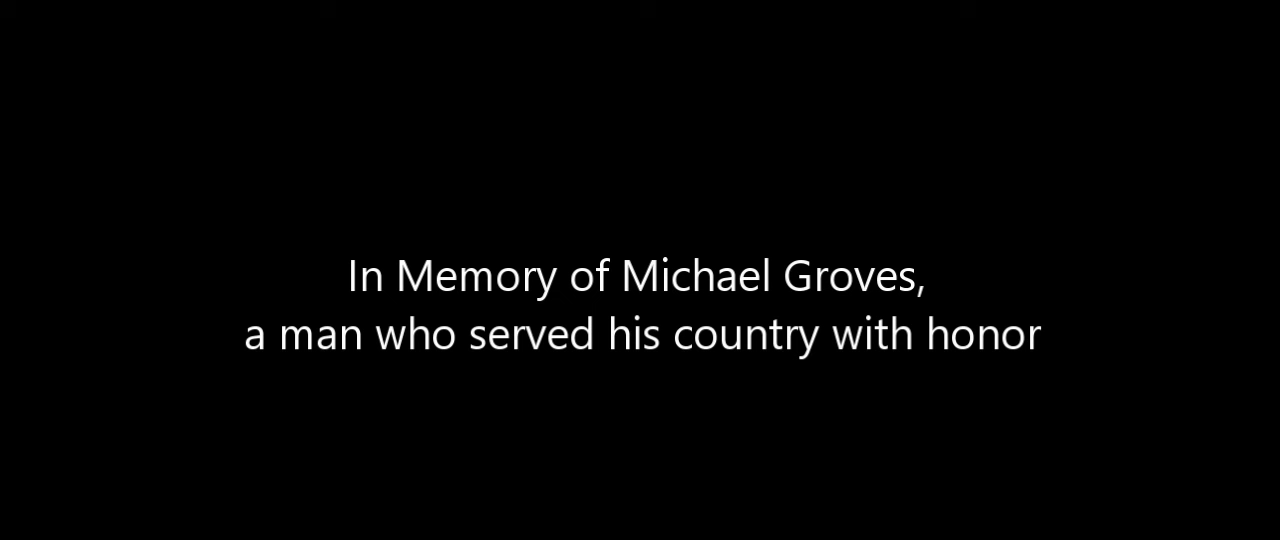 In Memory of Michael Groves,
a man who served his country with honor